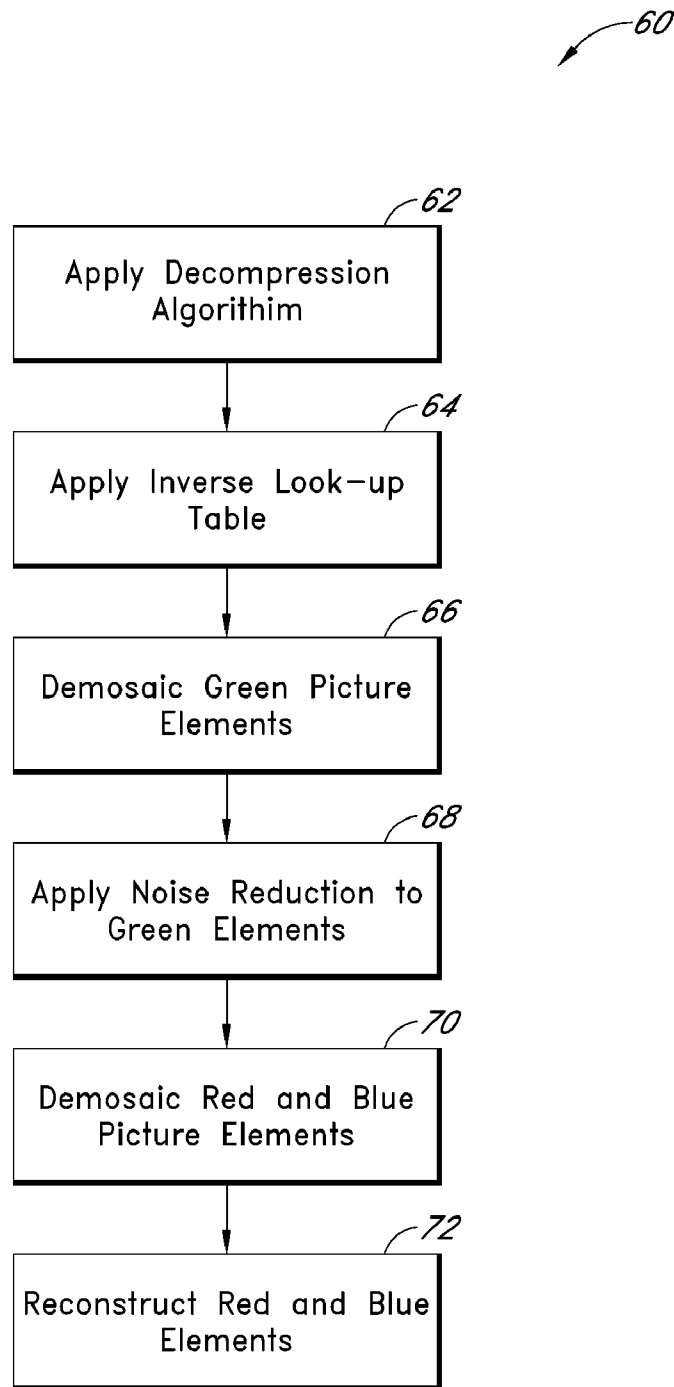 60
62
Apply Decompression
Algorithim
64
Apply Inverse Look-up
Table
66
Demosaic Green Picture
Elements
68
Apply Noise Reduction to
Green Elements
70
Demosaic Red and Blue
Picture Elements
72
Reconstruct Red and Blue
Elements